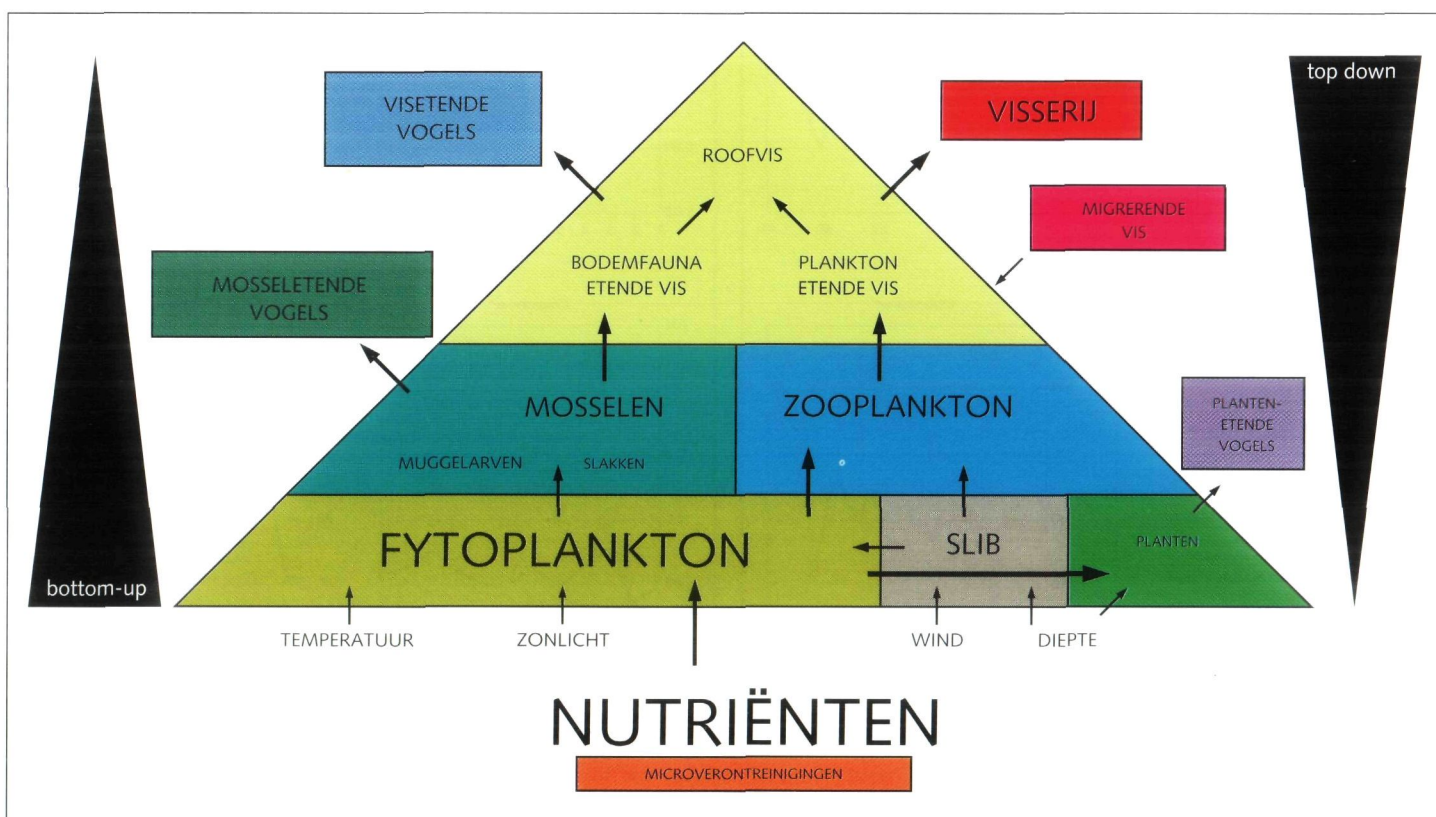 top down
VISETENDE
VOGELS
VISSERIJ
ROOFVIS
MIGRERENDE
VIS
BODEMFAUNA
ETENDE VIS
PLANKTON
ETENDE VIS
MOSSELETENDE
VOGELS
MOSSELEN
ZOOPLANKTON
PLANTEN-
ETENDE
VOGELS
MUGGELARVEN
SLAKKEN
FYTOPLANKTON
SLIB
PLANTEN
bottom-up
TEMPERATUUR
ZONLICHT
WIND
DIEPTE
NUTRIËNTEN
MICROVERONTREINIGINGEN